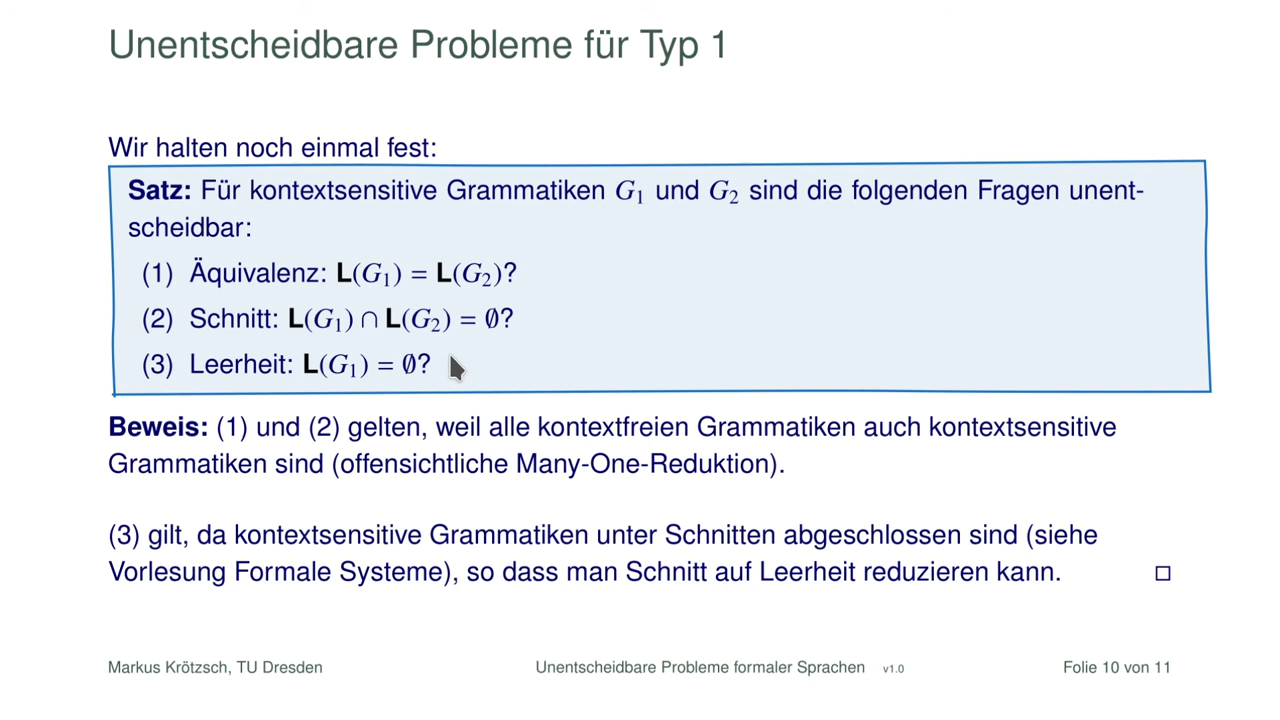 Unentscheidbare Probleme für Typ 1
Wir halten noch einmal fest:
Satz: Für kontextsensitive Grammatiken G₁ und G₂ sind die folgenden Fragen unent-
scheidbar:
(1) Äquivalenz: L(G₁) = L(G₂)?
(2) Schnitt: L(G₁) ∩ L(G₂) = ∅?
(3) Leerheit: L(G₁) = ∅?
Beweis: (1) und (2) gelten, weil alle kontextfreien Grammatiken auch kontextsensitive
Grammatiken sind (offensichtliche Many-One-Reduktion).
(3) gilt, da kontextsensitive Grammatiken unter Schnitten abgeschlossen sind (siehe
Vorlesung Formale Systeme), so dass man Schnitt auf Leerheit reduzieren kann. □
Markus Krötzsch, TU Dresden Unentscheidbare Probleme formaler Sprachen v1.0 Folie 10 von 11